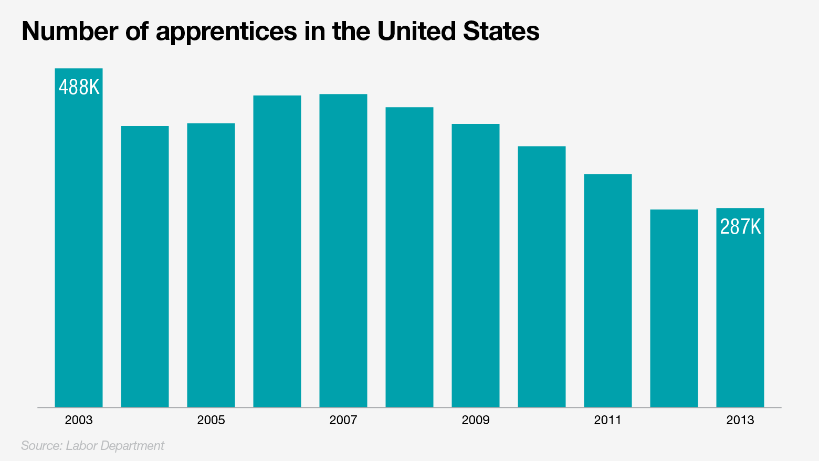 Number of apprentices in the United States
488K
287K
2003 2005 2007 2009 2011 2013
Source: Labor Department